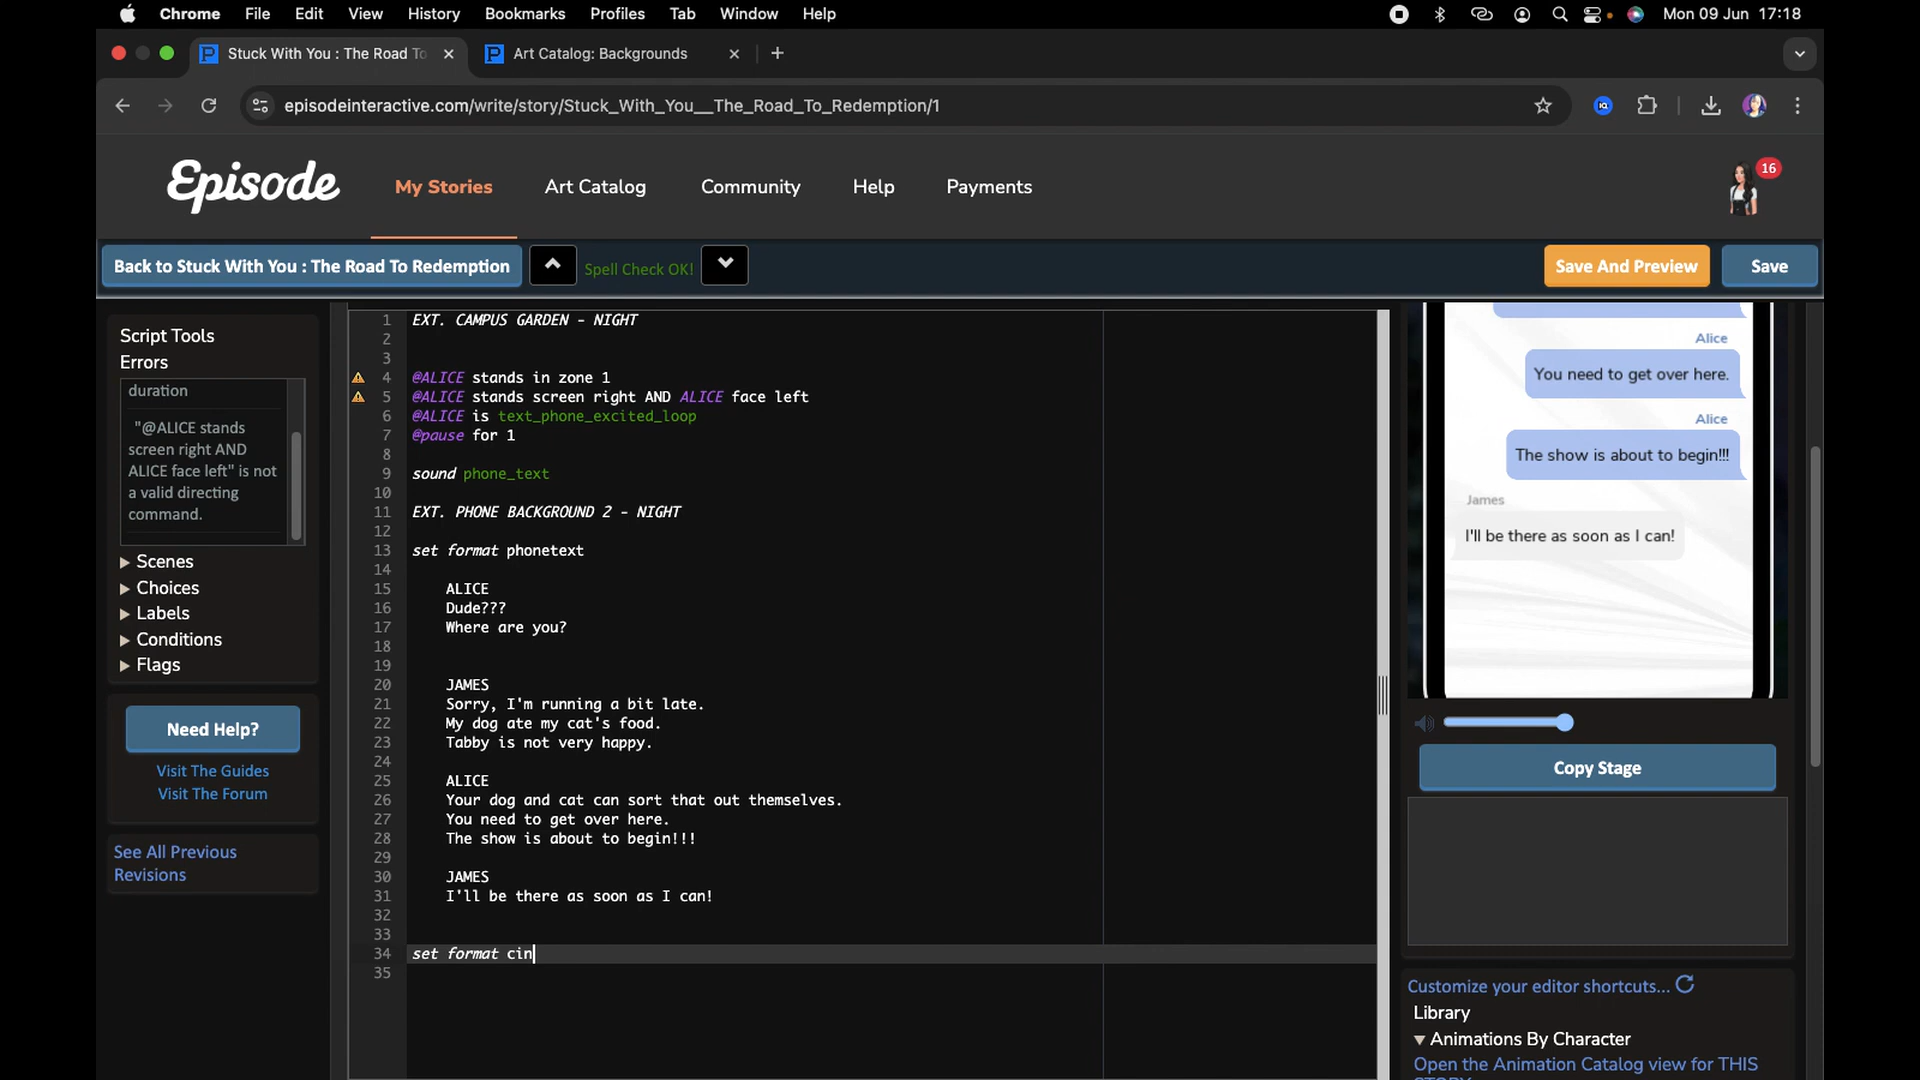 Chrome File Edit View History Bookmarks Profiles Tab Window Help Mon 09 Jun 17:18
Stuck With You : The Road To
Art Catalog: Backgrounds
episodeinteractive.com/write/story/Stuck_With_You__The_Road_To_Redemption/1
Episode My Stories Art Catalog Community Help Payments 16
Back to Stuck With You : The Road To Redemption Spell Check OK! Save And Preview Save
Script Tools
Errors
duration
"@ALICE stands
screen right AND
ALICE face left" is not
a valid directing
command.
Scenes
Choices
Labels
Conditions
Flags
Need Help?
Visit The Guides
Visit The Forum
See All Previous
Revisions
1 EXT. CAMPUS GARDEN - NIGHT
2
3
4 @ALICE stands in zone 1
5 @ALICE stands screen right AND ALICE face left
6 @ALICE is text_phone_excited_loop
7 @pause for 1
8
9 sound phone_text
10
11 EXT. PHONE BACKGROUND 2 - NIGHT
12
13 set format phonetext
14
15 ALICE
16 Dude???
17 Where are you?
18
19
20 JAMES
21 Sorry, I'm running a bit late.
22 My dog ate my cat's food.
23 Tabby is not very happy.
24
25 ALICE
26 Your dog and cat can sort that out themselves.
27 You need to get over here.
28 The show is about to begin!!!
29
30 JAMES
31 I'll be there as soon as I can!
32
33
34 set format cin
35
Alice
You need to get over here.
Alice
The show is about to begin!!!
James
I'll be there as soon as I can!
Copy Stage
Customize your editor shortcuts...
Library
Animations By Character
Open the Animation Catalog view for THIS